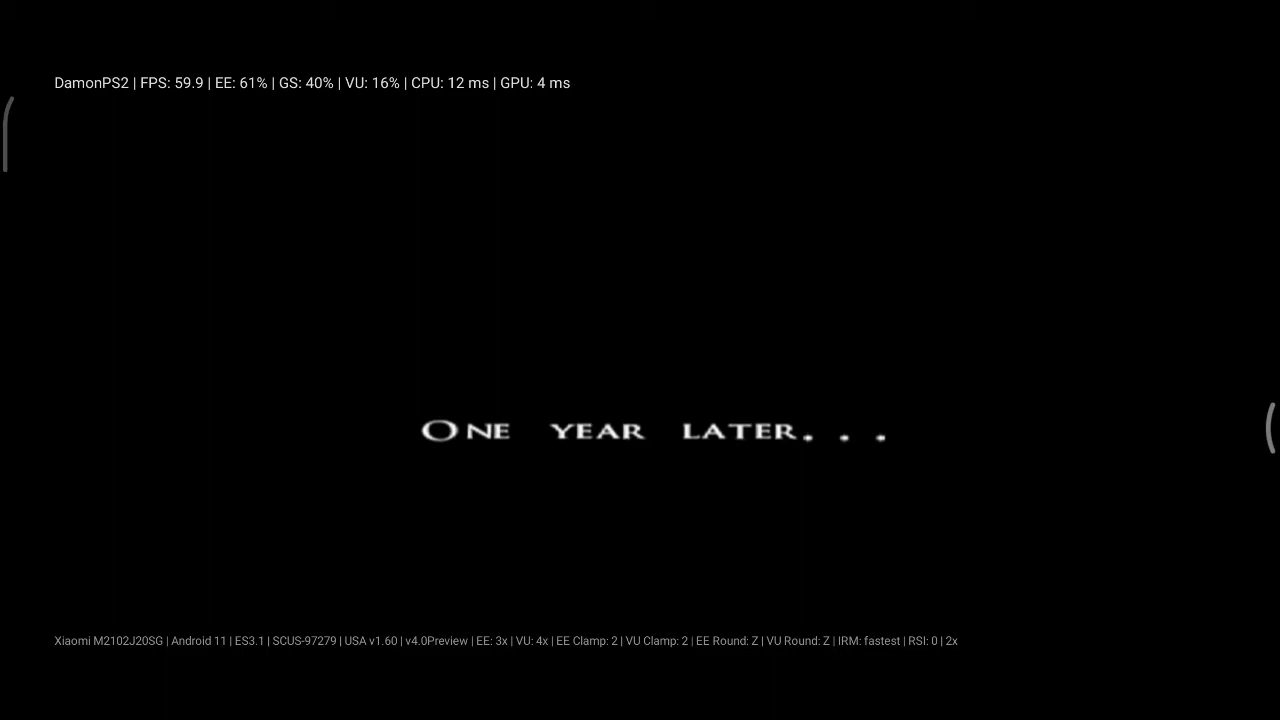 DamonPS2 | FPS: 59.9 | EE: 61% | GS: 40% | VU: 16% | CPU: 12 ms | GPU: 4 ms
One year later. . .
Xiaomi M2102J20SG | Android 11 | ES3.1 | SCUS-97279 | USA v1.60 | v4.0Preview | EE: 3x | VU: 4x | EE Clamp: 2 | VU Clamp: 2 | EE Round: Z | VU Round: Z | IRM: fastest | RSI: 0 | 2x